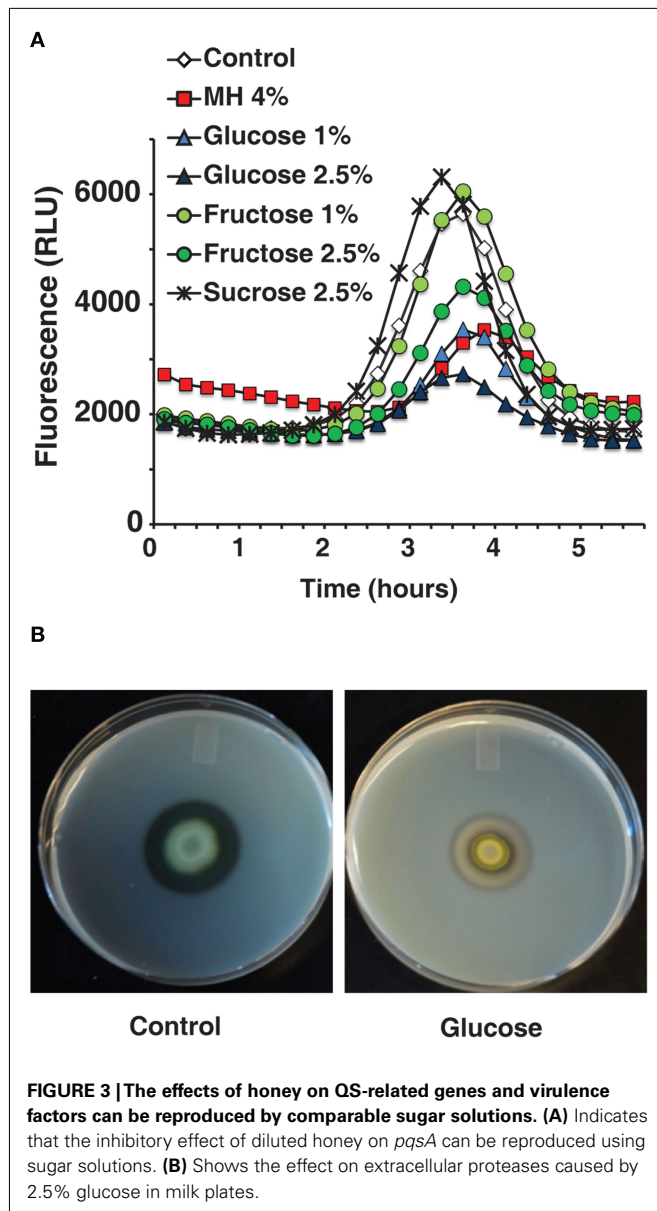 A
Control
MH 4%
Glucose 1%
Glucose 2.5%
Fructose 1%
Fructose 2.5%
Sucrose 2.5%
6000
4000
2000
0
Fluorescence (RLU)
0 1 2 3 4 5
Time (hours)
B
Control Glucose
FIGURE 3 | The effects of honey on QS-related genes and virulence
factors can be reproduced by comparable sugar solutions. (A) Indicates
that the inhibitory effect of diluted honey on pqsA can be reproduced using
sugar solutions. (B) Shows the effect on extracellular proteases caused by
2.5% glucose in milk plates.